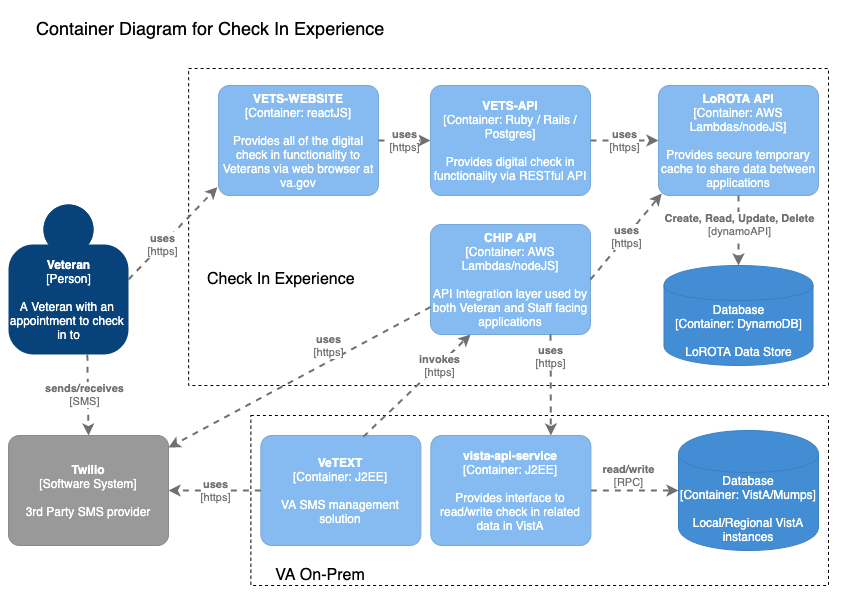 Container Diagram for Check In Experience
VETS-WEBSITE
[Container: reactJS]
Provides all of the digital
check in functionality to
Veterans via web browser at
va.gov
uses
[https]
VETS-API
[Container: Ruby / Rails /
Postgres]
Provides digital check in
functionality via RESTful API
uses
[https]
LoROTA API
[Container: AWS
Lambdas/nodeJS]
Provides secure temporary
cache to share data between
applications
Create, Read, Update, Delete
[dynamoAPI]
Veteran
[Person]
A Veteran with an
appointment to check
in to
uses
[https]
Check In Experience
CHIP API
[Container: AWS
Lambdas/nodeJS]
API Integration layer used by
both Veteran and Staff facing
applications
uses
[https]
Database
[Container: DynamoDB]
LoROTA Data Store
uses
[https]
invokes
[https]
uses
[https]
sends/receives
[SMS]
Twilio
[Software System]
3rd Party SMS provider
uses
[https]
VeTEXT
[Container: J2EE]
VA SMS management
solution
vista-api-service
[Container: J2EE]
Provides interface to
read/write check in related
data in VistA
read/write
[RPC]
Database
[Container: VistA/Mumps]
Local/Regional VistA
instances
VA On-Prem